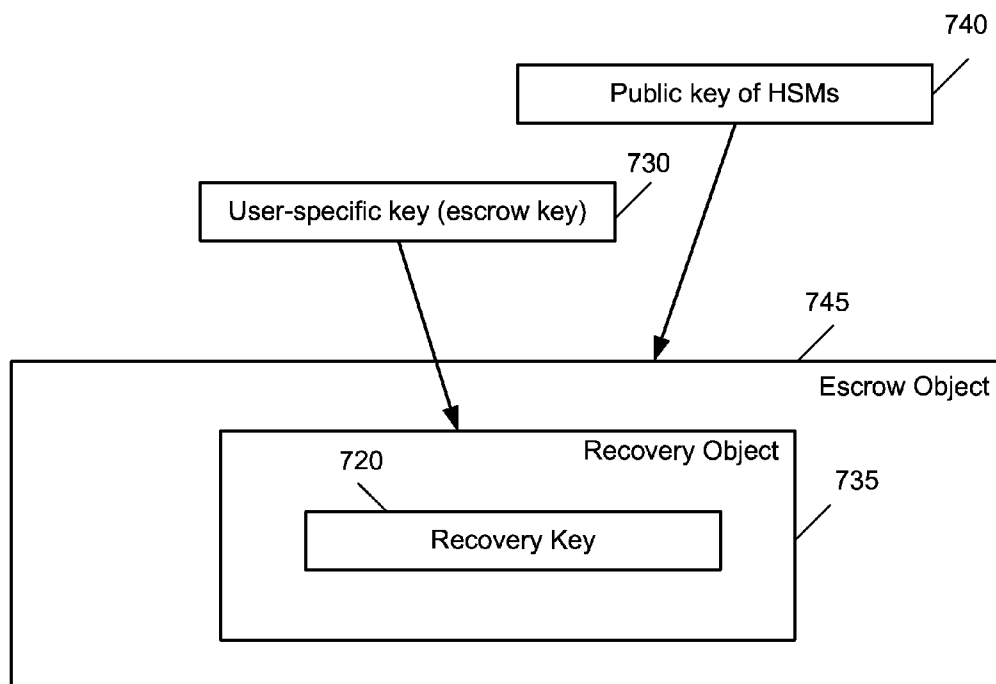 740
Public key of HSMs
730
User-specific key (escrow key)
745
Escrow Object
Recovery Object
720
735
Recovery Key